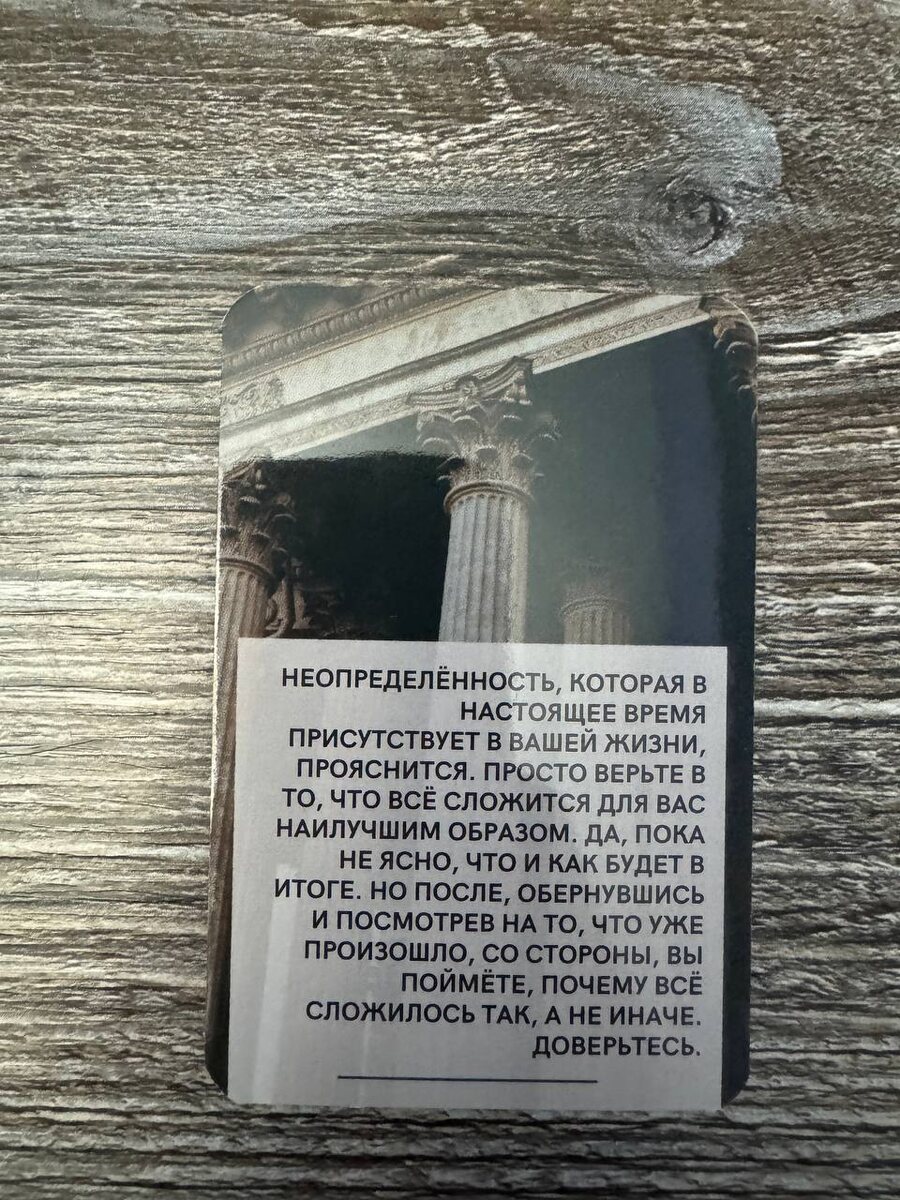 НЕОПРЕДЕЛЁННОСТЬ, КОТОРАЯ В
НАСТОЯЩЕЕ ВРЕМЯ
ПРИСУТСТВУЕТ В ВАШЕЙ ЖИЗНИ,
ПРОЯСНИТСЯ. ПРОСТО ВЕРЬТЕ В
ТО, ЧТО ВСЁ СЛОЖИТСЯ ДЛЯ ВАС
НАИЛУЧШИМ ОБРАЗОМ. ДА, ПОКА
НЕ ЯСНО, ЧТО И КАК БУДЕТ В
ИТОГЕ. НО ПОСЛЕ, ОБЕРНУВШИСЬ
И ПОСМОТРЕВ НА ТО, ЧТО УЖЕ
ПРОИЗОШЛО, СО СТОРОНЫ, ВЫ
ПОЙМЁТЕ, ПОЧЕМУ ВСЁ
СЛОЖИЛОСЬ ТАК, А НЕ ИНАЧЕ.
ДОВЕРЬТЕСЬ.